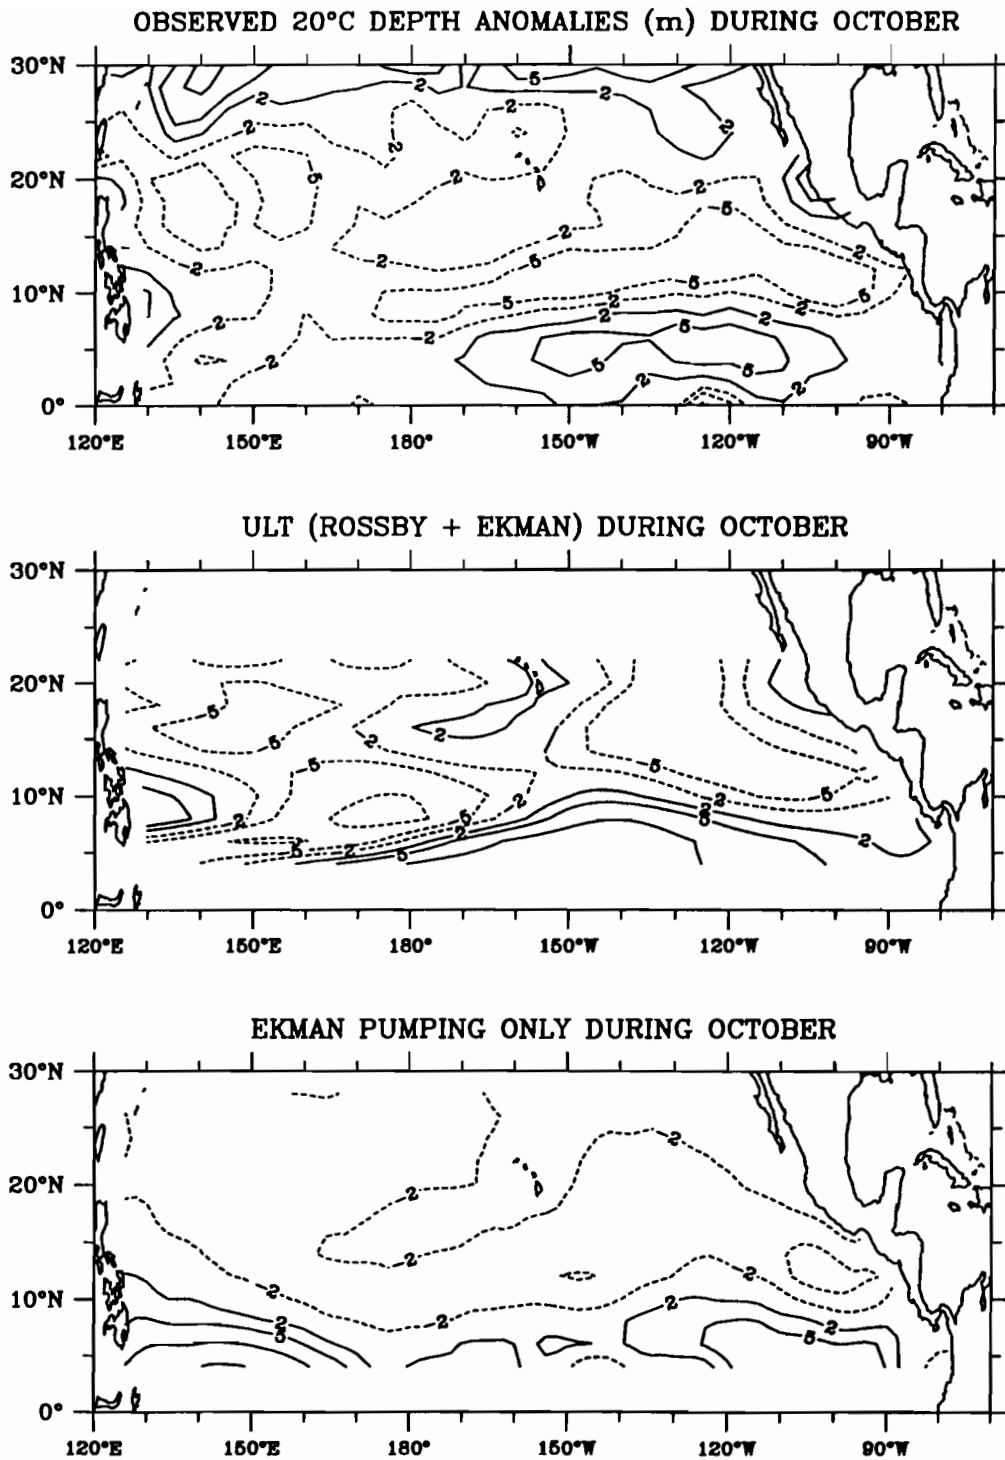 OBSERVED 20°C DEPTH ANOMALIES (m) DURING OCTOBER
30°N
20°N
10°N
0°
120°E 150°E 180° 150°W 120°W 90°W
ULT (ROSSBY + EKMAN) DURING OCTOBER
30°N
20°N
10°N
0°
120°E 150°E 180° 150°W 120°W 90°W
EKMAN PUMPING ONLY DURING OCTOBER
30°N
20°N
10°N
0°
120°E 150°E 180° 150°W 120°W 90°W